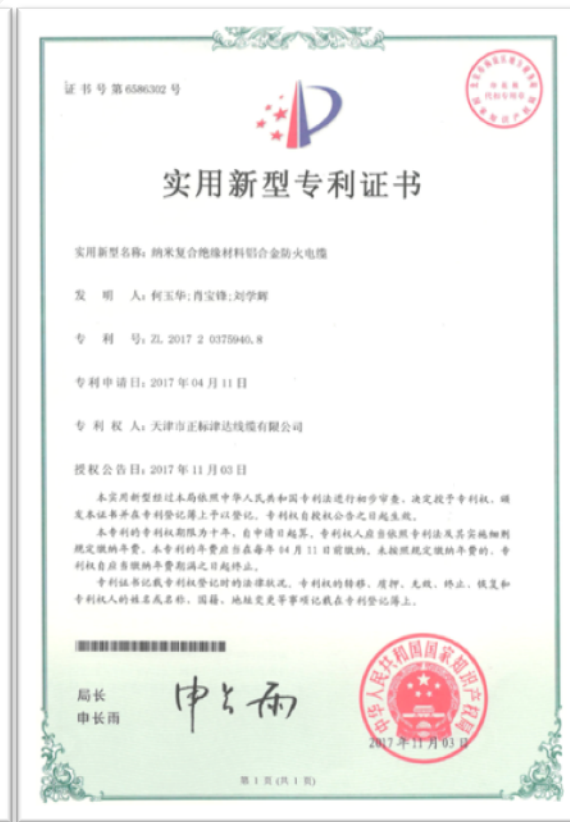 证书号第6586302号
实用新型专利证书
实用新型名称：纳米复合绝缘材料铝合金防火电缆
发 明 人：何玉华;肖宝锋;刘学辉
专 利 号：ZL 2017 2 0375940.8
专利申请日：2017年04月11日
专 利 权 人：天津市正标津达线缆有限公司
授权公告日：2017年11月03日
本实用新型经过本局依照中华人民共和国专利法进行初步审查，决定授予专利权，颁
发本证书并在专利登记簿上予以登记。专利权自授权公告之日起生效。
本专利的专利权期限为十年，自申请日起算。专利权人应当依照专利法及其实施细则
规定缴纳年费。本专利的年费应当在每年04月11日前缴纳。未按照规定缴纳年费的，专
利权自应当缴纳年费期满之日起终止。
专利证书记载专利权登记时的法律状况。专利权的转移、质押、无效、终止、恢复和
专利权人的姓名或名称、国籍、地址变更等事项记载在专利登记簿上。
局长
申长雨
申长雨
中华人民共和国国家知识产权局
2017年11月03日
第1页(共1页)